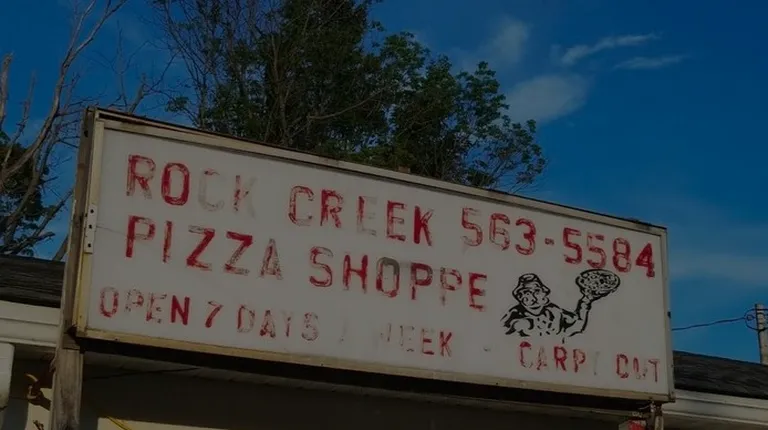 ROCK CREEK 563-5584
PIZZA SHOPPE
OPEN 7 DAYS A WEEK - CARRY OUT